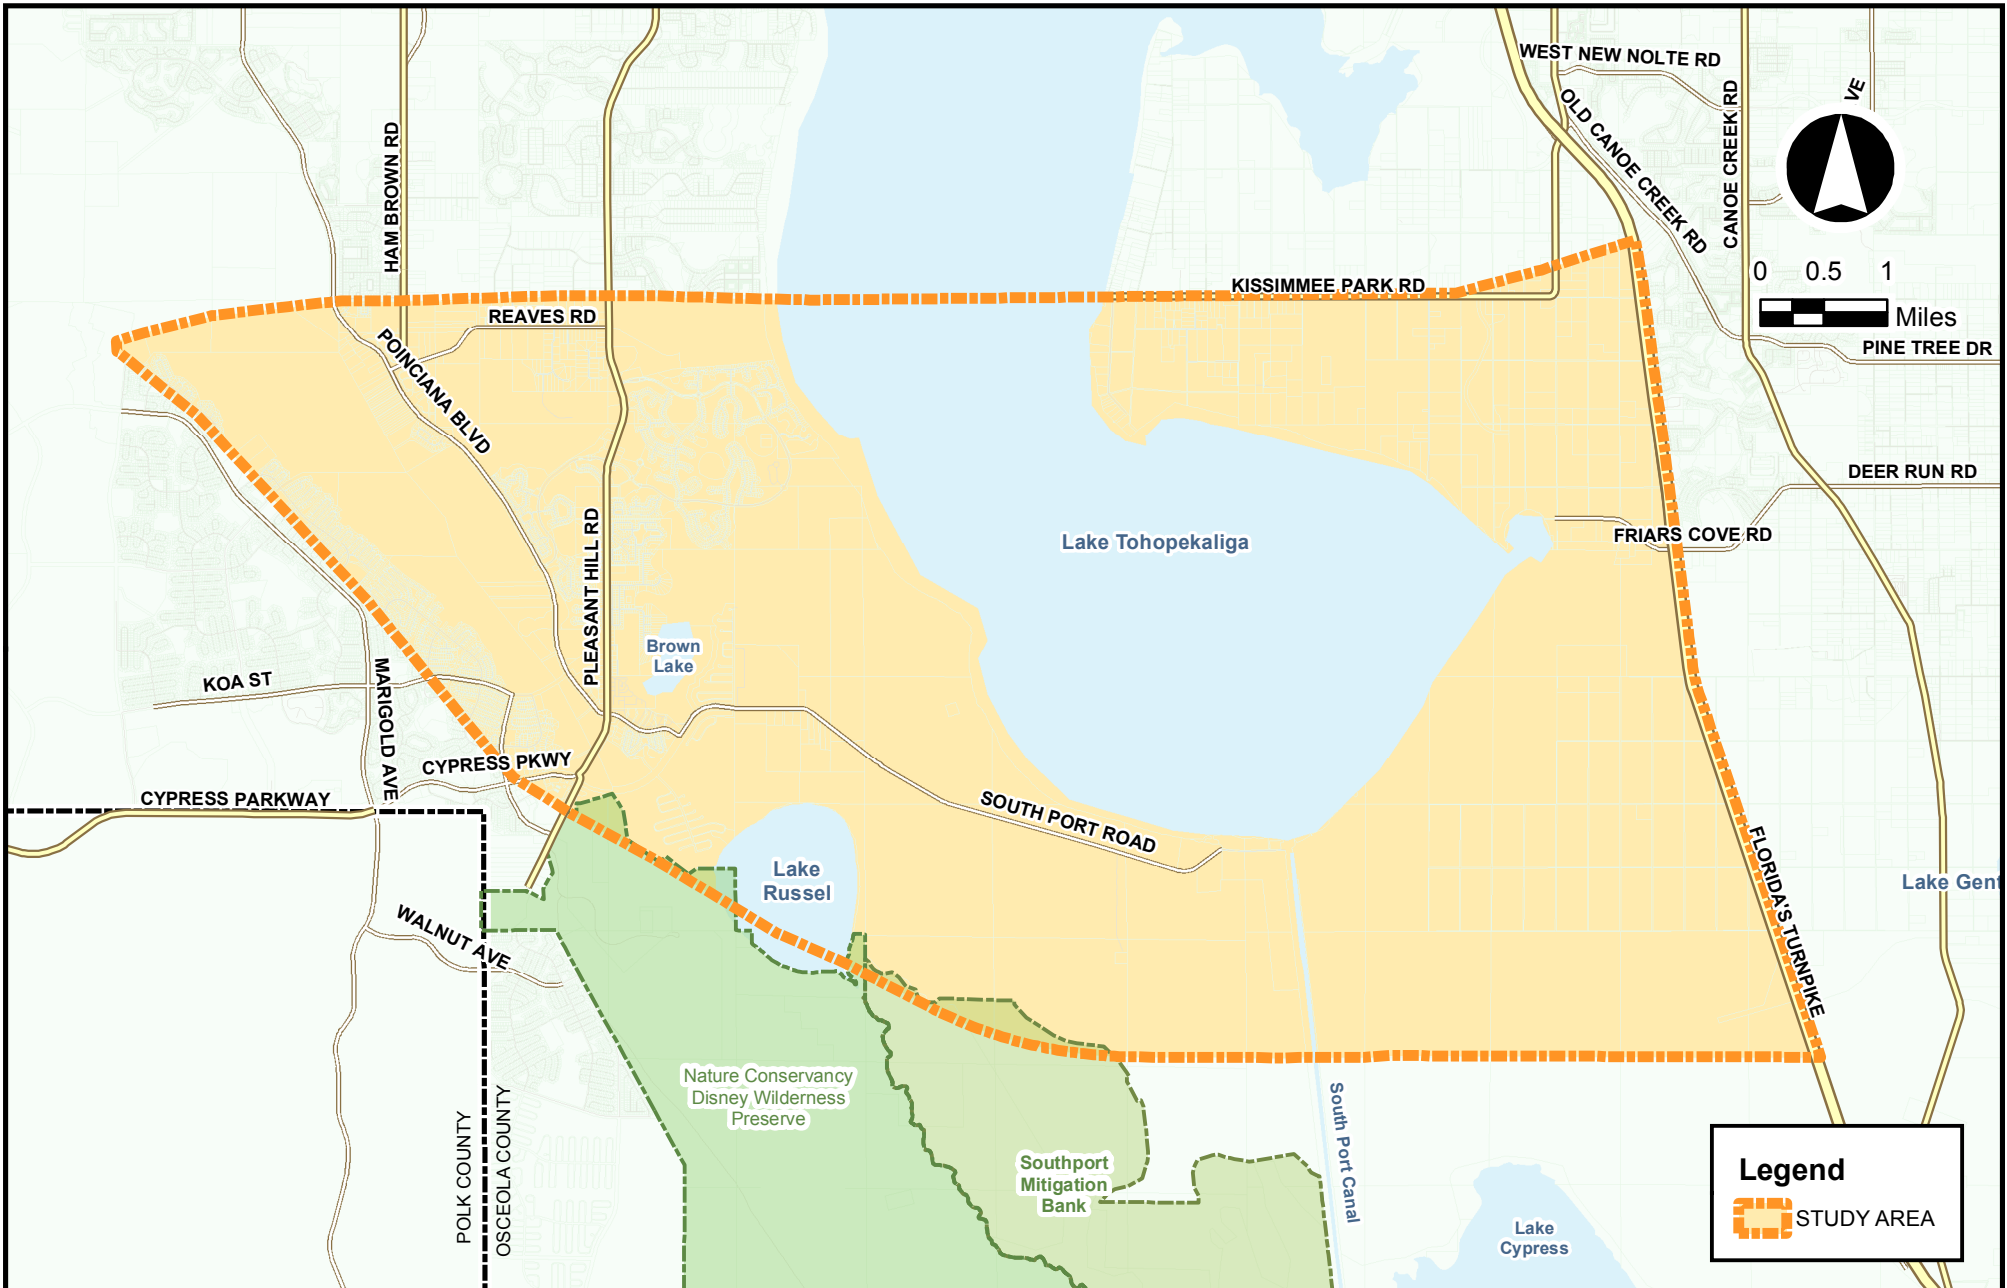 WEST NEW NOLTE RD
VE
OLD CANOE CREEK RD
CANOE CREEK RD
HAM BROWN RD
0 0.5 1
Miles
KISSIMMEE PARK RD
REAVES RD
POINCIANA BLVD
PINE TREE DR
DEER RUN RD
FRIARS COVE RD
Lake Tohopekaliga
PLEASANT HILL RD
Brown
Lake
KOA ST
MARIGOLD AVE
CYPRESS PKWY
CYPRESS PARKWAY
SOUTH PORT ROAD
FLORIDA'S TURNPIKE
Lake
Russel
Lake Gent
WALNUT AVE
Nature Conservancy
Disney Wilderness
Preserve
POLK COUNTY
OSCEOLA COUNTY
Southport
Mitigation
Bank
South Port Canal
Lake
Cypress
Legend
STUDY AREA